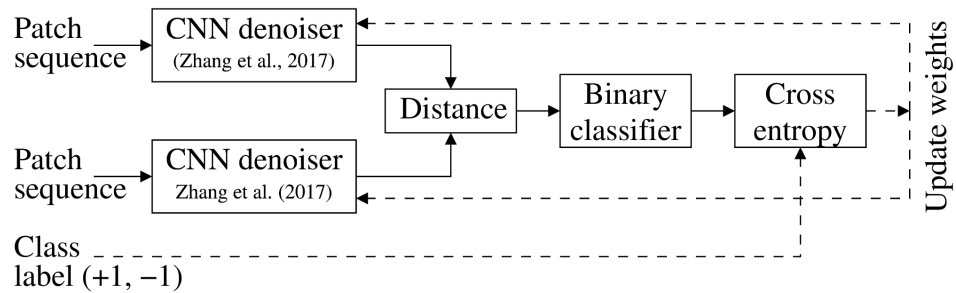 Patch
sequence
CNN denoiser
(Zhang et al., 2017)
Distance
Binary
classifier
Cross
entropy
Update weights
Patch
sequence
CNN denoiser
Zhang et al. (2017)
Class
label (+1, −1)